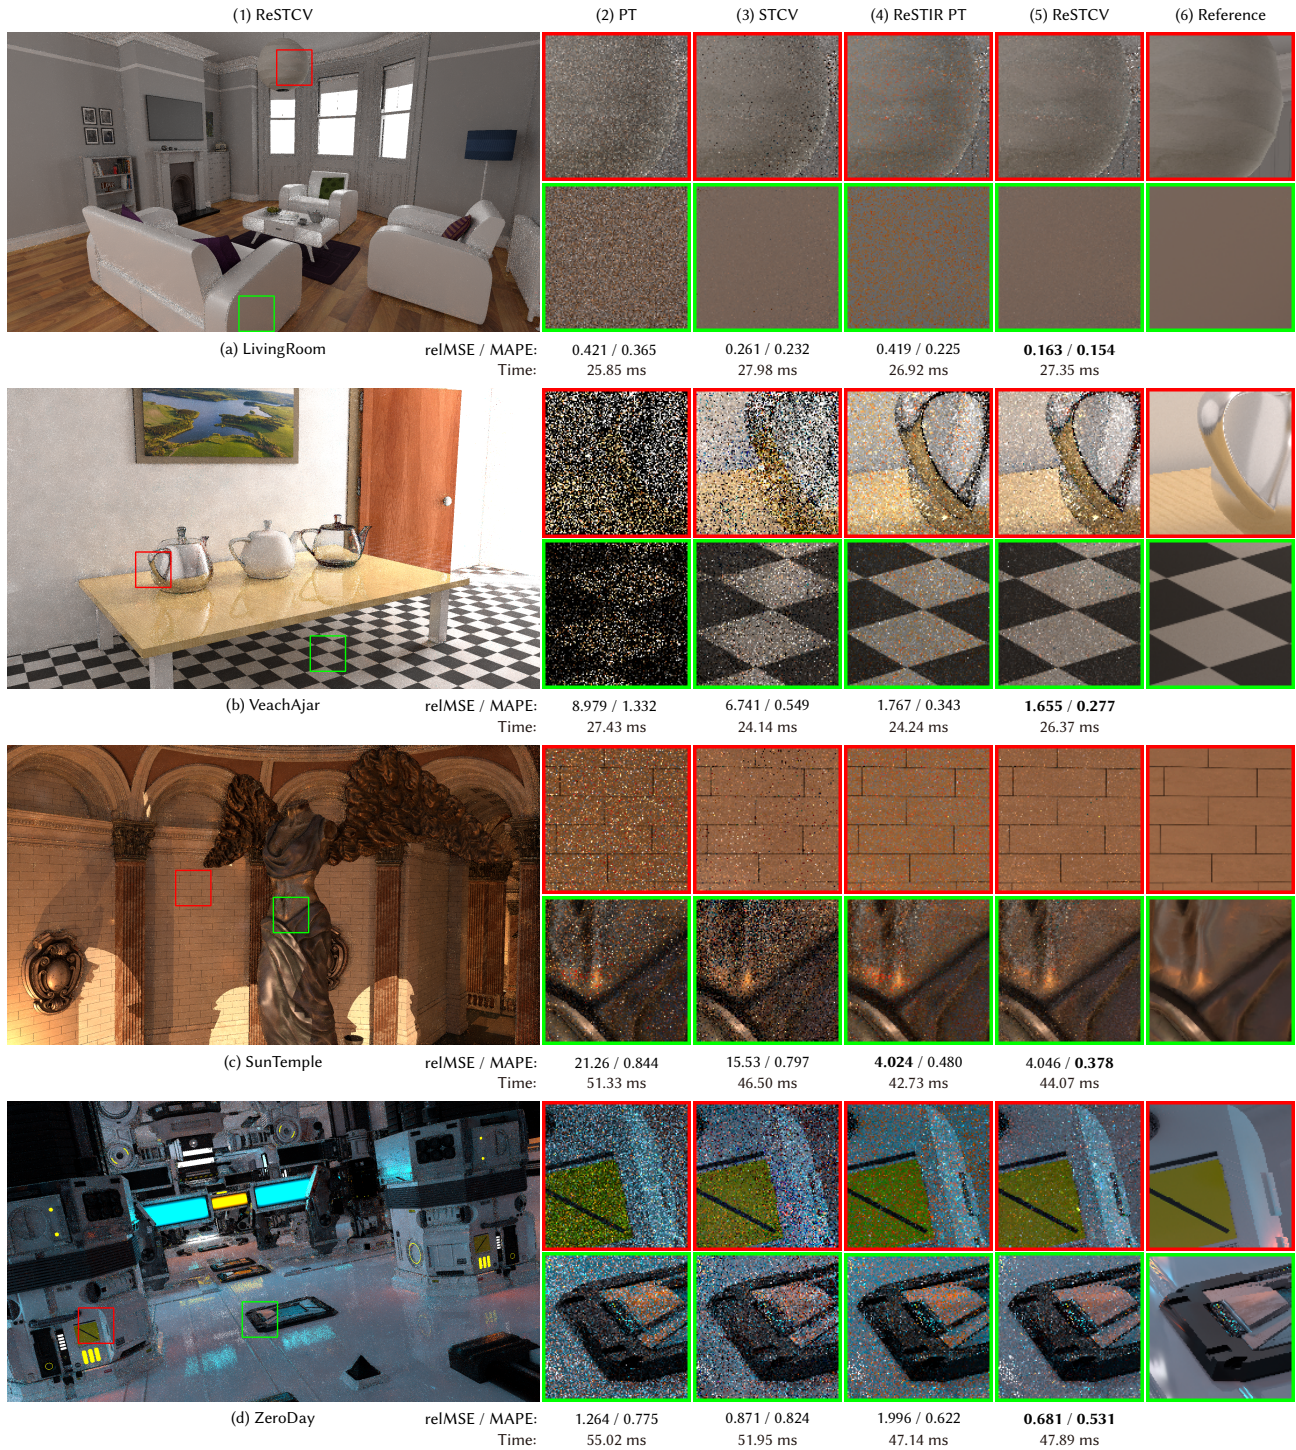 (1) ReSTCV (2) PT (3) STCV (4) ReSTIR PT (5) ReSTCV (6) Reference
(a) LivingRoom relMSE / MAPE: 0.421 / 0.365 0.261 / 0.232 0.419 / 0.225 0.163 / 0.154
Time: 25.85 ms 27.98 ms 26.92 ms 27.35 ms
(b) VeachAjar relMSE / MAPE: 8.979 / 1.332 6.741 / 0.549 1.767 / 0.343 1.655 / 0.277
Time: 27.43 ms 24.14 ms 24.24 ms 26.37 ms
(c) SunTemple relMSE / MAPE: 21.26 / 0.844 15.53 / 0.797 4.024 / 0.480 4.046 / 0.378
Time: 51.33 ms 46.50 ms 42.73 ms 44.07 ms
(d) ZeroDay relMSE / MAPE: 1.264 / 0.775 0.871 / 0.824 1.996 / 0.622 0.681 / 0.531
Time: 55.02 ms 51.95 ms 47.14 ms 47.89 ms